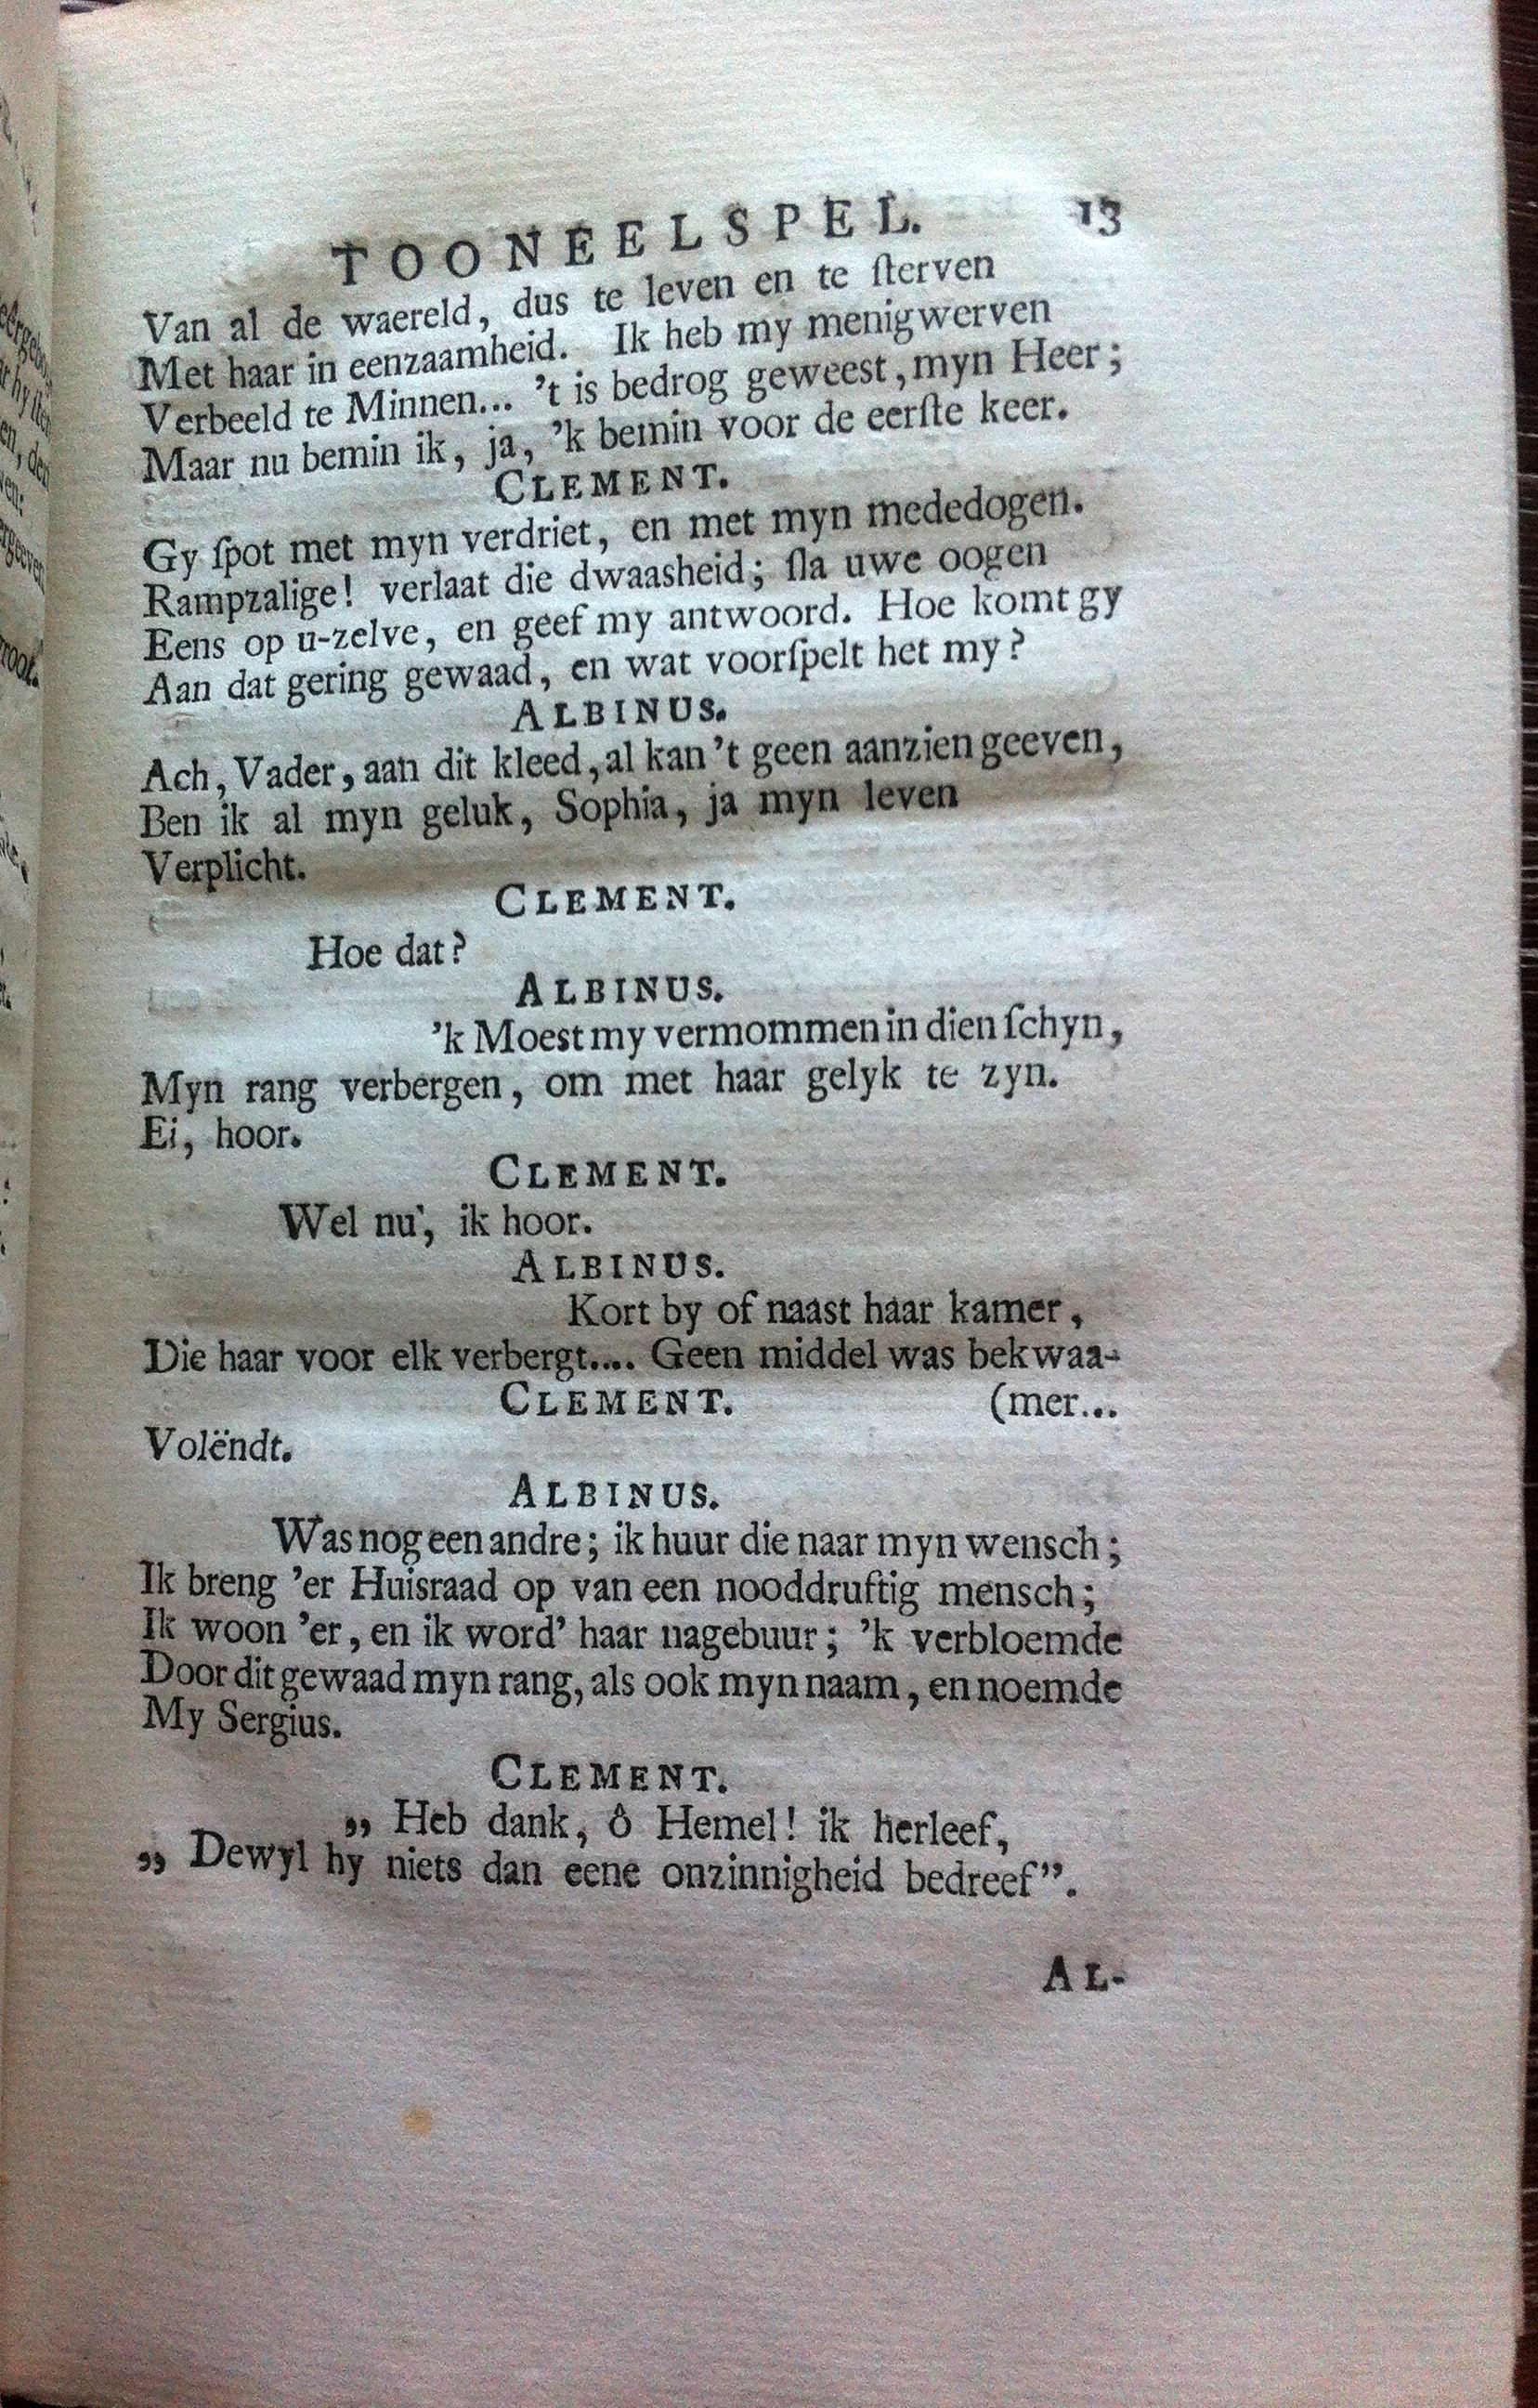 TOONEELSPEL. 13
Van al de waereld, dus te leven en te ſterven
Met haar in eenzaamheid. Ik heb my menigwerven
Verbeeld te Minnen... 't is bedrog geweest, myn Heer;
Maar nu bemin ik, ja, 'k bemin voor de eerſte keer.
CLEMENT.
Gy ſpot met myn verdriet, en met myn mededogen.
Rampzalige! verlaat die dwaasheid; ſla uwe oogen
Eens op u-zelve, en geef my antwoord. Hoe komt gy
Aan dat gering gewaad, en wat voorſpelt het my?
ALBINUS.
Ach, Vader, aan dit kleed, al kan 't geen aanzien geeven,
Ben ik al myn geluk, Sophia, ja myn leven
Verplicht.
CLEMENT.
Hoe dat?
ALBINUS.
'k Moest my vermommen in dien ſchyn,
Myn rang verbergen, om met haar gelyk te zyn.
Ei, hoor.
CLEMENT.
Wel nu', ik hoor.
ALBINUS.
Kort by of naast haar kamer,
Die haar voor elk verbergt.... Geen middel was bekwaa-
CLEMENT. (mer...
Volëndt.
ALBINUS.
Was nog een andre; ik huur die naar myn wensch;
Ik breng 'er Huisraad op van een nooddruftig mensch;
Ik woon 'er, en ik word' haar nagebuur; 'k verbloemde
Door dit gewaad myn rang, als ook myn naam, en noemde
My Sergius.
CLEMENT.
„ Heb dank, ô Hemel! ik herleef,
„ Dewyl hy niets dan eene onzinnigheid bedreef”.
AL-